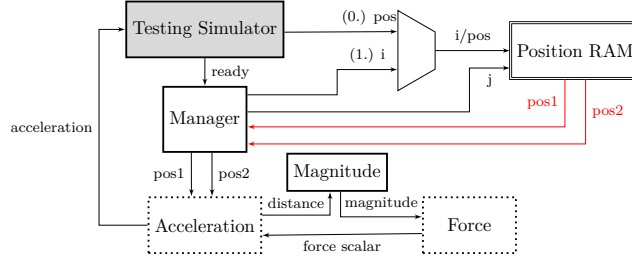 (0.) pos
Testing Simulator
i/pos
Position RAM
(1.) i
ready
j
pos1
pos2
acceleration
Manager
pos1
pos2
Magnitude
distance
magnitude
Acceleration
Force
force scalar